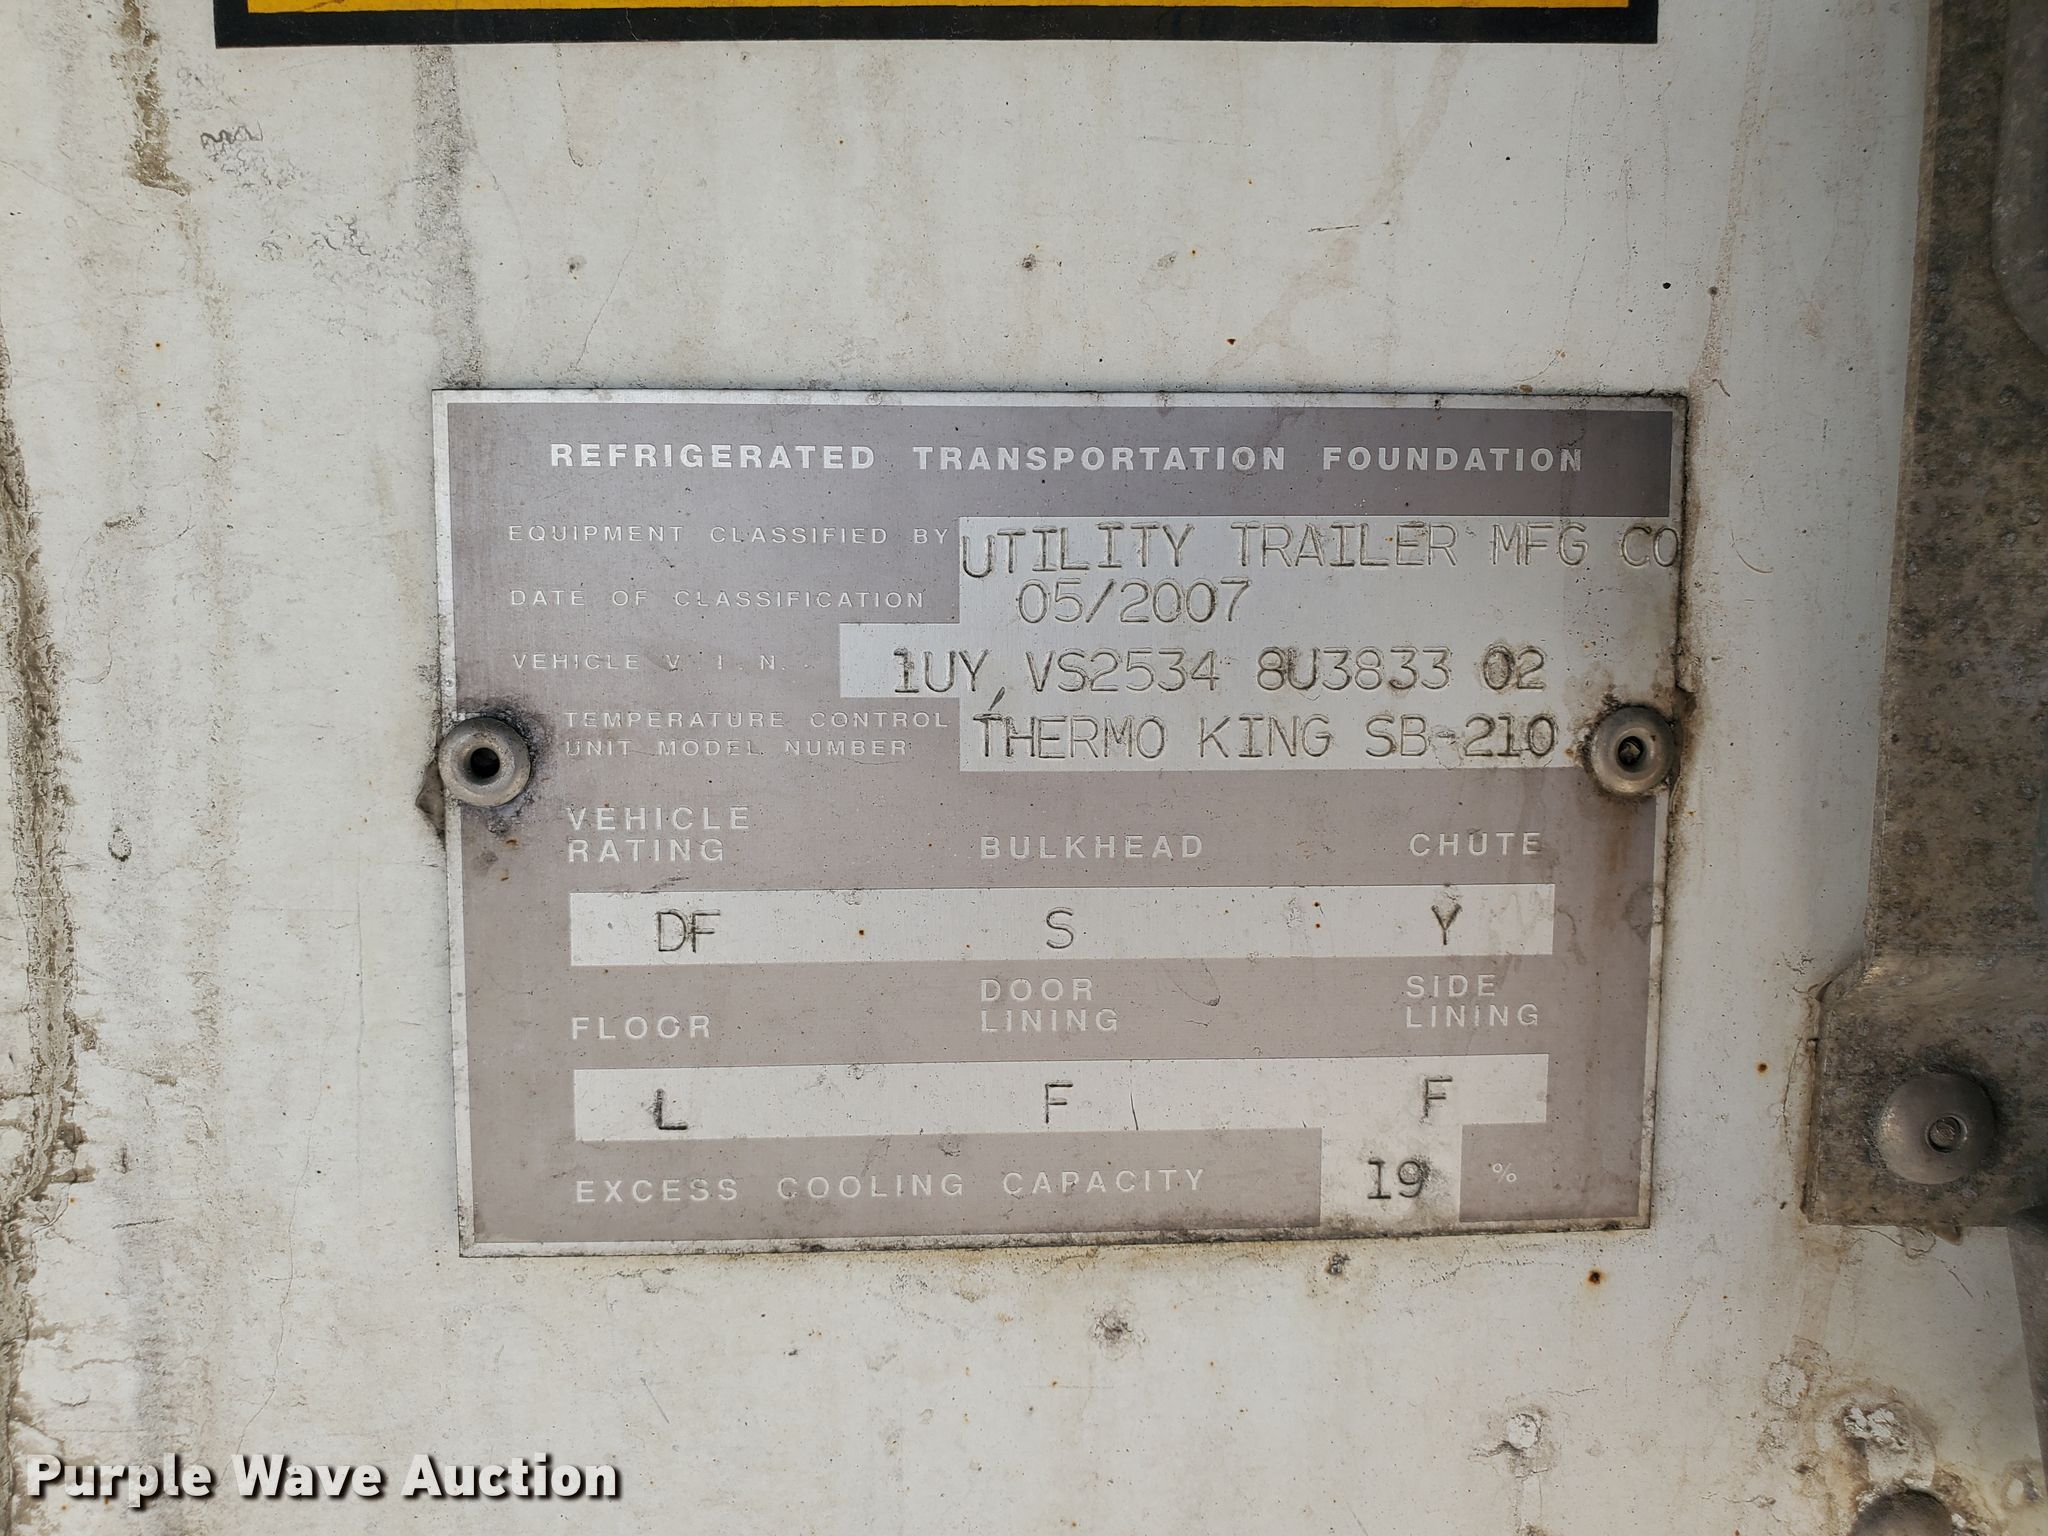 REFRIGERATED TRANSPORTATION FOUNDATION
EQUIPMENT CLASSIFIED BY UTILITY TRAILER MFG CO
DATE OF CLASSIFICATION 05/2007
VEHICLE V.I.N. 1UY VS2534 8U3833 02
TEMPERATURE CONTROL
UNIT MODEL NUMBER THERMO KING SB-210
VEHICLE
RATING BULKHEAD CHUTE
DF S Y
FLOOR DOOR
LINING SIDE
LINING
L F F
EXCESS COOLING CAPACITY 19 %
Purple Wave Auction